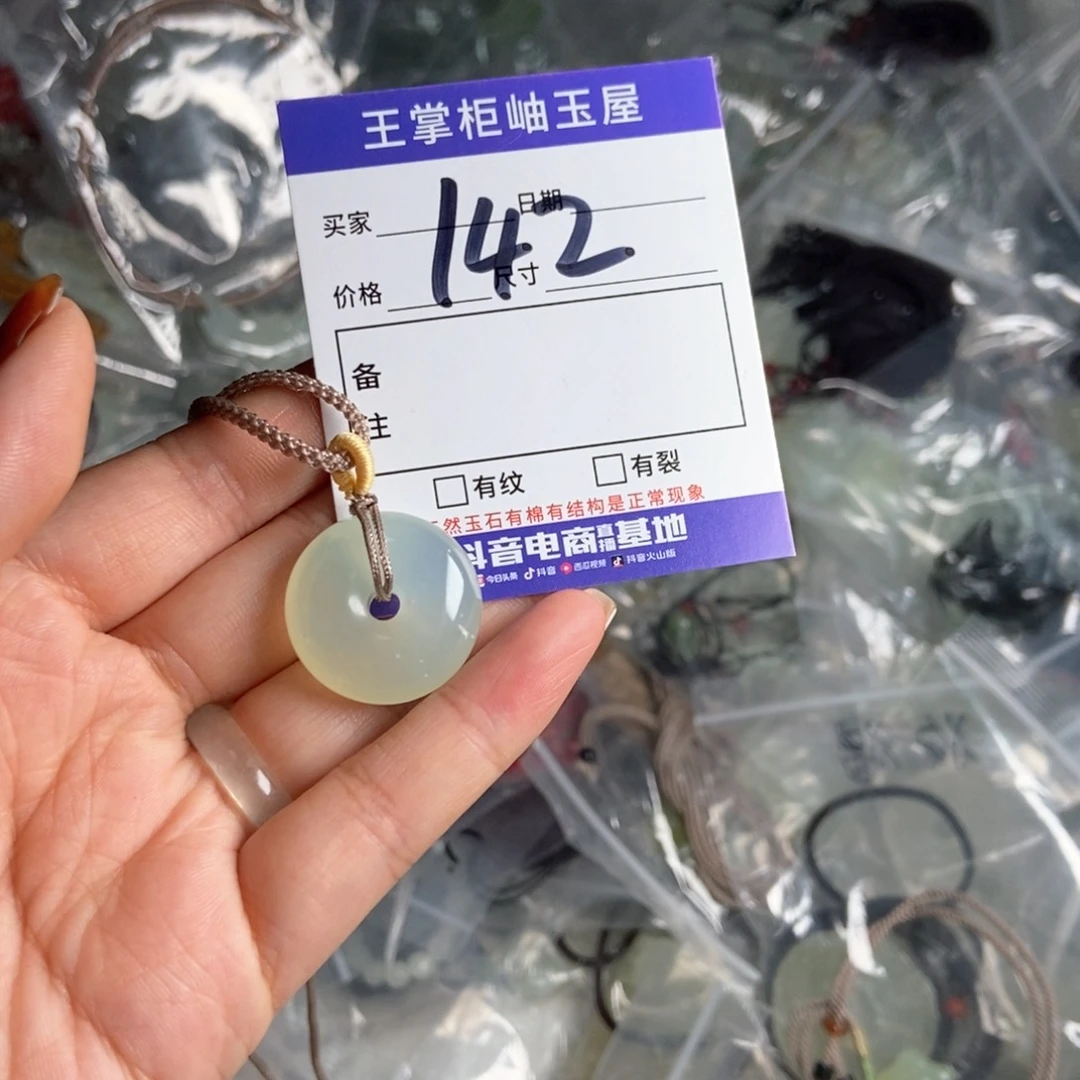 王掌柜岫玉屋
买家
日期
142
价格
尺寸
备
注
有纹
有裂
然玉石有棉有结构是正常现象
抖音电商直播基地
今日头条 抖音 西瓜视频 抖音火山版